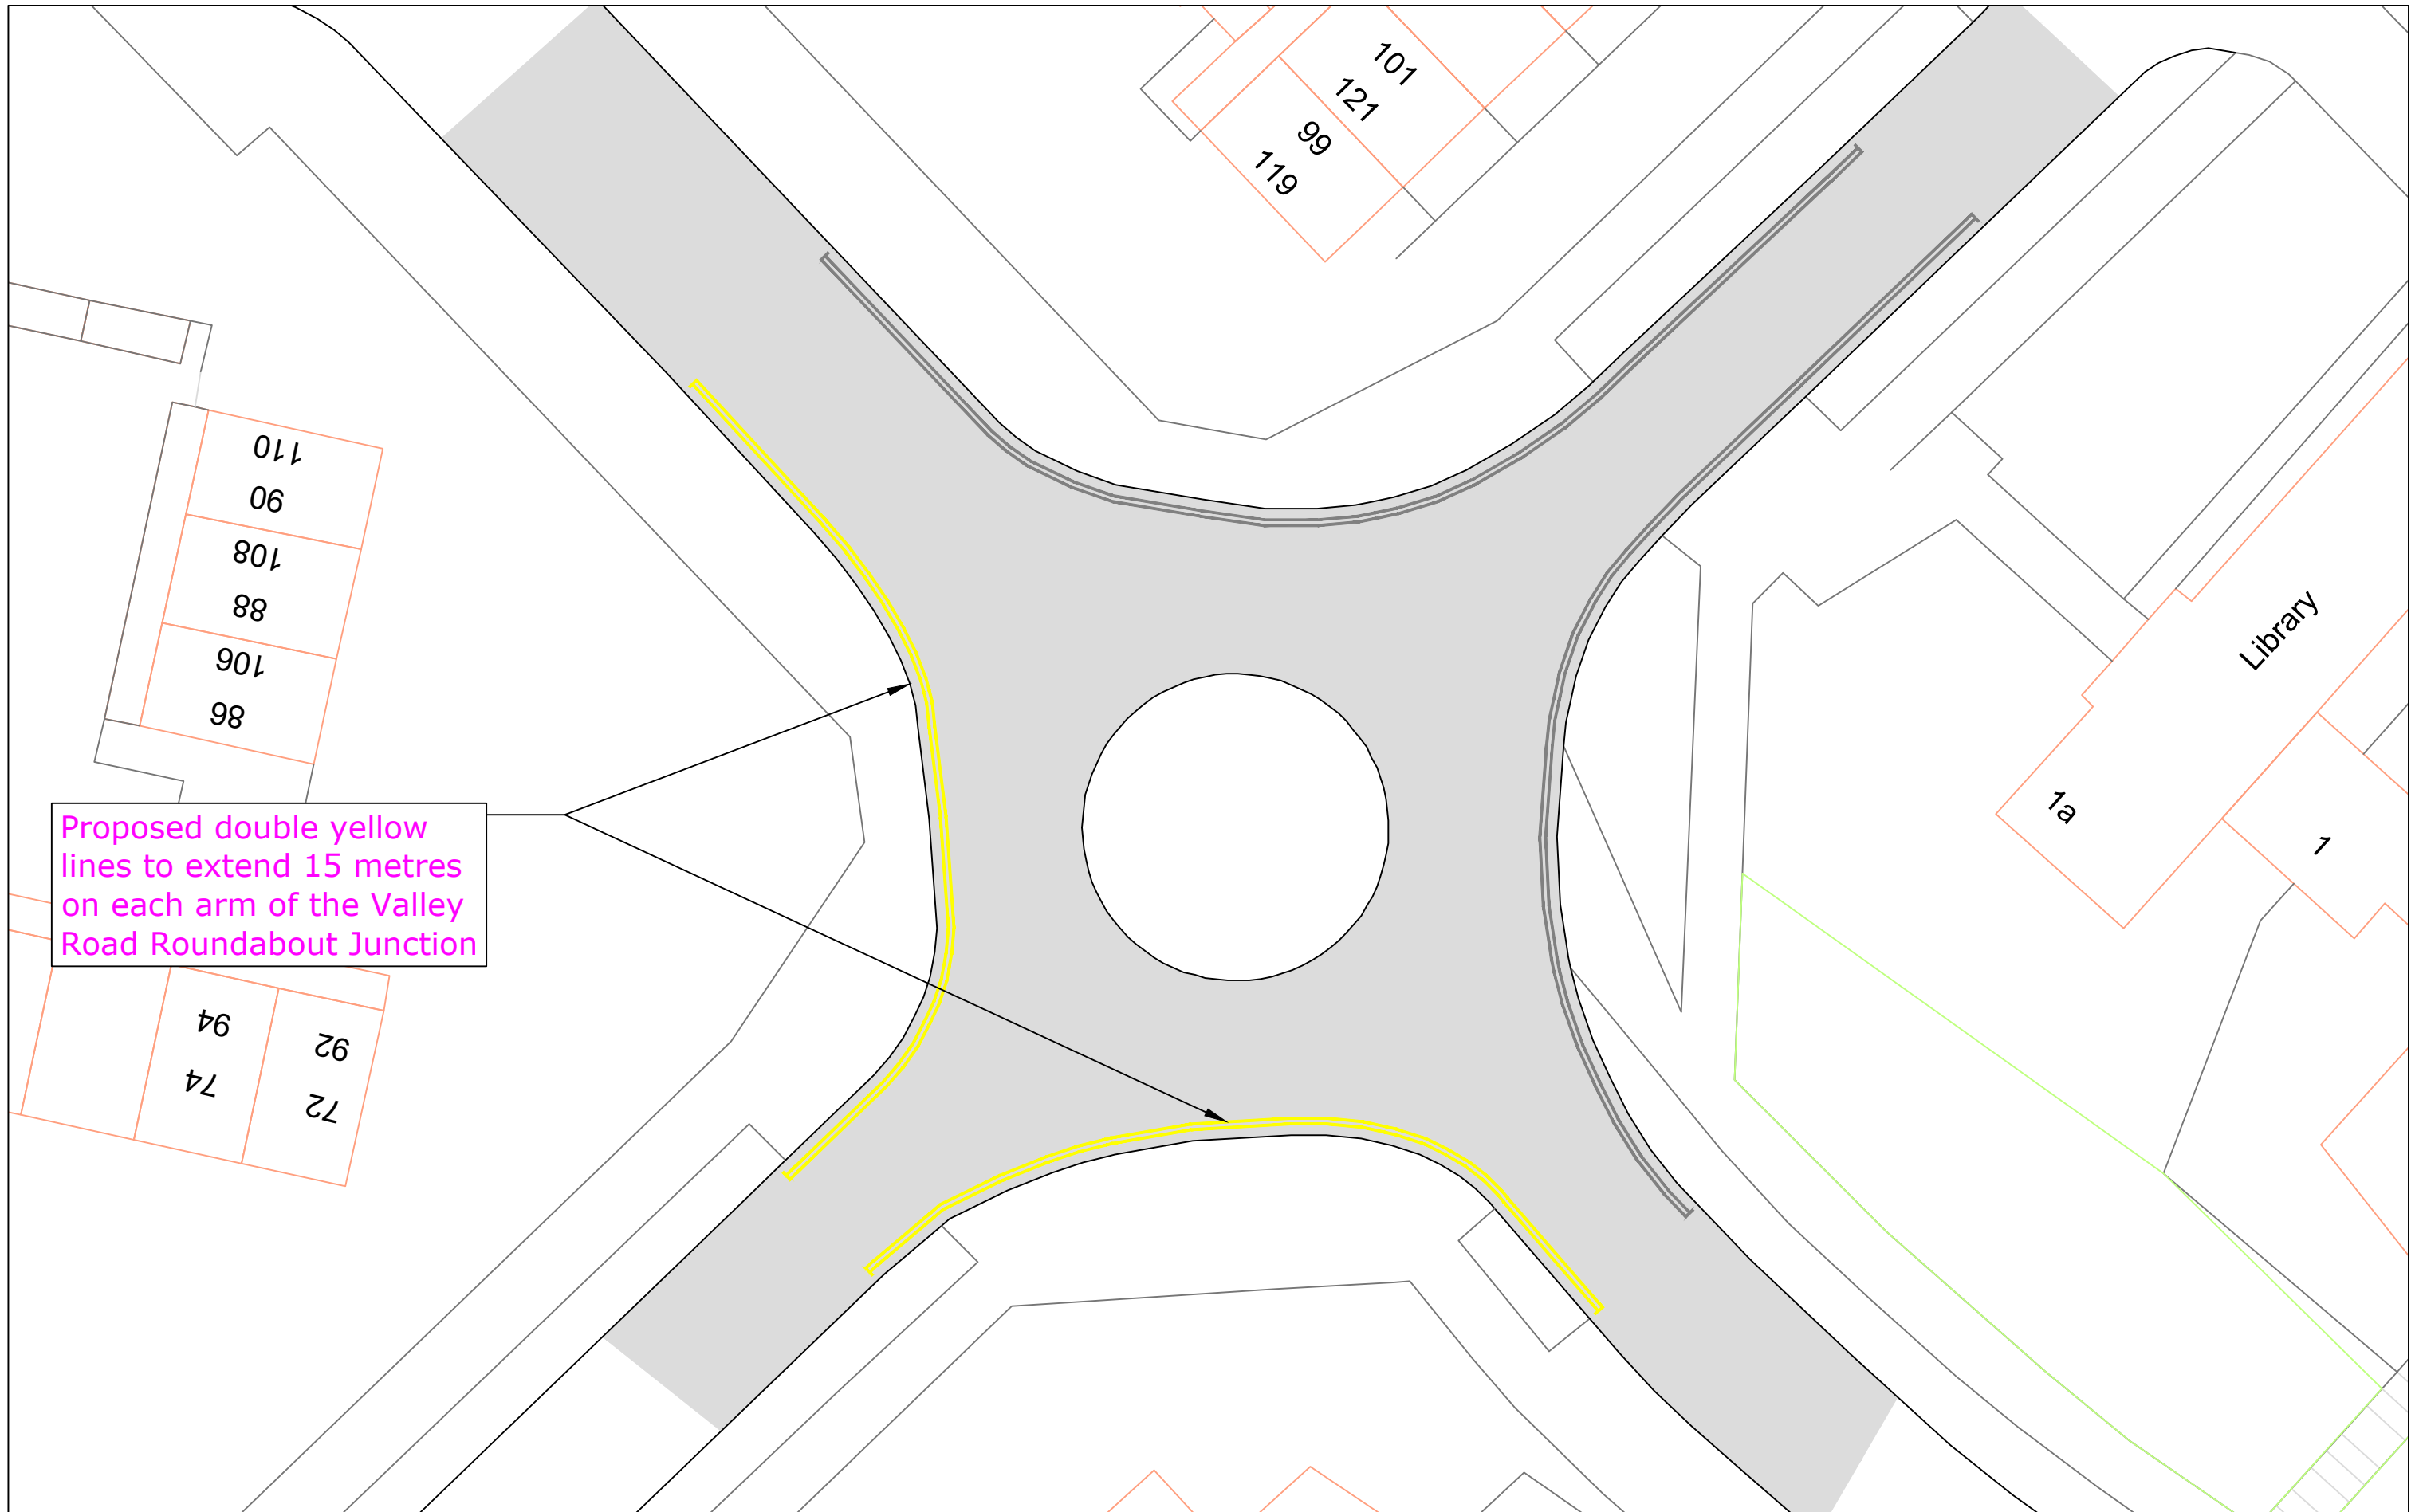 101
121
99
119
110
90
108
88
106
86
Library
1a
1
Proposed double yellow
lines to extend 15 metres
on each arm of the Valley
Road Roundabout Junction
94
74
92
72